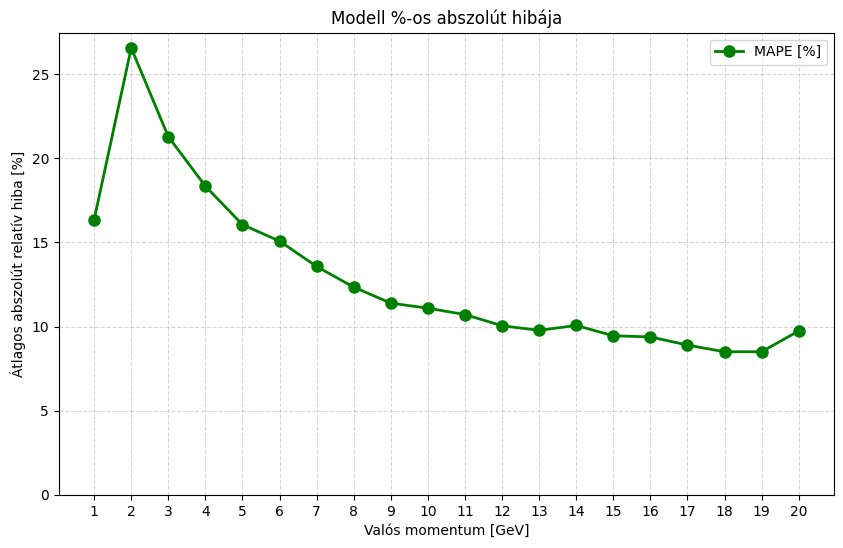 Modell %-os abszolút hibája
MAPE [%]
Átlagos abszolút relatív hiba [%]
25
20
15
10
5
0
1 2 3 4 5 6 7 8 9 10 11 12 13 14 15 16 17 18 19 20
Valós momentum [GeV]